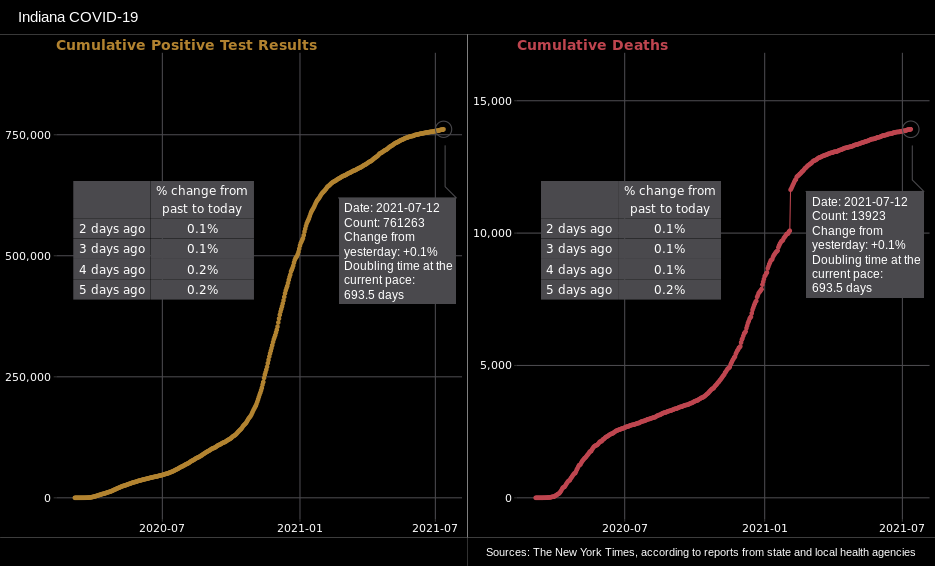 Indiana COVID-19
Cumulative Positive Test Results
750,000
500,000
250,000
0
2020-07
2021-01
2021-07
% change from
past to today
2 days ago 0.1%
3 days ago 0.1%
4 days ago 0.2%
5 days ago 0.2%
Date: 2021-07-12
Count: 761263
Change from
yesterday: +0.1%
Doubling time at the
current pace:
693.5 days
Cumulative Deaths
15,000
10,000
5,000
0
2020-07
2021-01
2021-07
% change from
past to today
2 days ago 0.1%
3 days ago 0.1%
4 days ago 0.1%
5 days ago 0.2%
Date: 2021-07-12
Count: 13923
Change from
yesterday: +0.1%
Doubling time at the
current pace:
693.5 days
Sources: The New York Times, according to reports from state and local health agencies